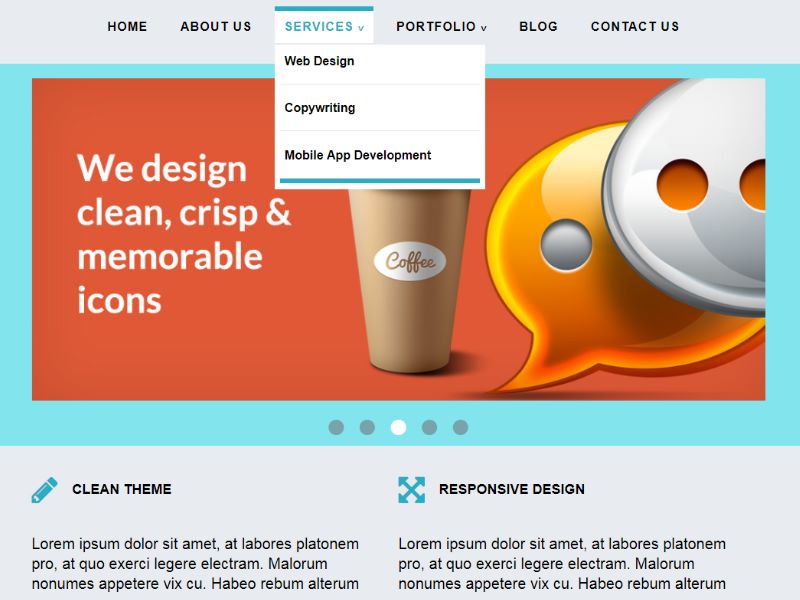 HOME ABOUT US SERVICES v PORTFOLIO v BLOG CONTACT US
Web Design
Copywriting
Mobile App Development
We design
clean, crisp &
memorable
icons
Coffee
CLEAN THEME
Lorem ipsum dolor sit amet, at labores platonem
pro, at quo exerci legere electram. Malorum
nonumes appetere vix cu. Habeo rebum alterum
RESPONSIVE DESIGN
Lorem ipsum dolor sit amet, at labores platonem
pro, at quo exerci legere electram. Malorum
nonumes appetere vix cu. Habeo rebum alterum